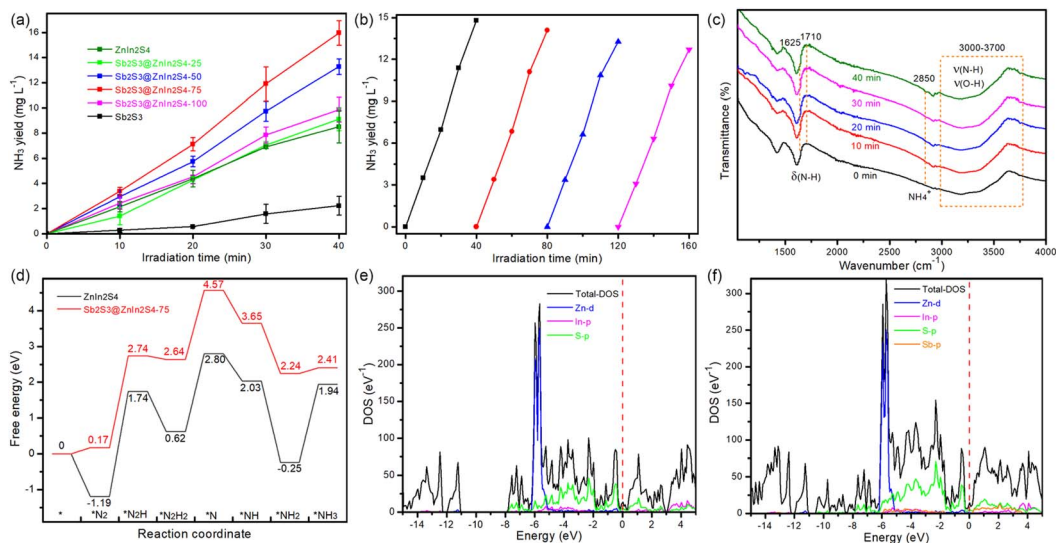 (a)
ZnIn2S4
Sb2S3@ZnIn2S4-25
Sb2S3@ZnIn2S4-50
Sb2S3@ZnIn2S4-75
Sb2S3@ZnIn2S4-100
Sb2S3
NH3 yield (mg L-1)
16
14
12
10
8
6
4
2
0
0 10 20 30 40
Irradiation time (min)
(b)
NH3 yield (mg L-1)
14
12
10
8
6
4
2
0
0 40 80 120 160
Irradiation time (min)
(c)
1625 1710
3000-3700
ν(N-H)
ν(O-H)
2850
40 min
30 min
20 min
10 min
0 min
δ(N-H)
NH4*
Transmittance (%)
1500 2000 2500 3000 3500 4000
Wavenumber (cm-1)
(d)
ZnIn2S4
Sb2S3@ZnIn2S4-75
Free energy (eV)
5
4
3
2
1
0
-1
0
0.17
2.74
2.64
4.57
3.65
2.24
2.41
-1.19
1.74
0.62
2.80
2.03
-0.25
1.94
* *N2 *N2H *N2H2 *N *NH *NH2 *NH3
Reaction coordinate
(e)
Total-DOS
Zn-d
In-p
S-p
DOS (eV-1)
300
250
200
150
100
50
0
-14 -12 -10 -8 -6 -4 -2 0 2 4
Energy (eV)
(f)
Total-DOS
Zn-d
In-p
S-p
Sb-p
DOS (eV-1)
300
250
200
150
100
50
0
-14 -12 -10 -8 -6 -4 -2 0 2 4
Energy (eV)